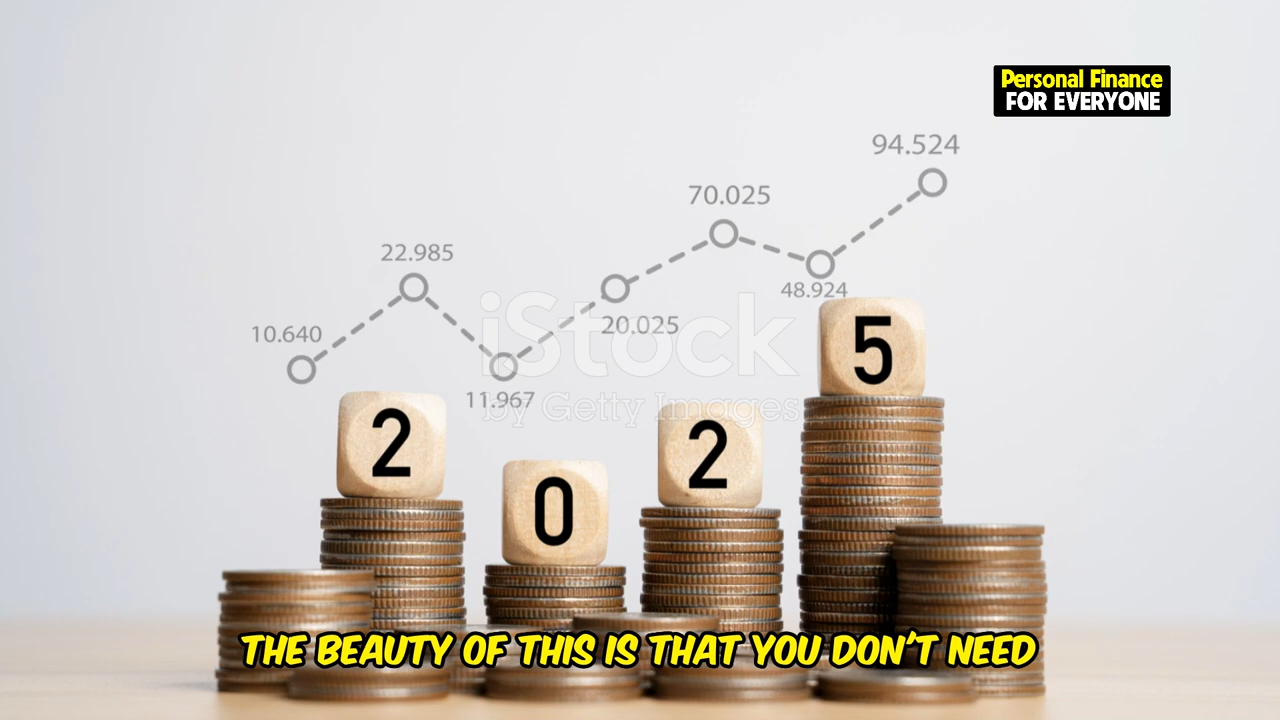 Personal Finance
FOR EVERYONE
94.524
70.025
22.985
48.924
10.640
20.025
11.967
iStock
by Getty Images
5
2
2
0
THE BEAUTY OF THIS IS THAT YOU DON'T NEED